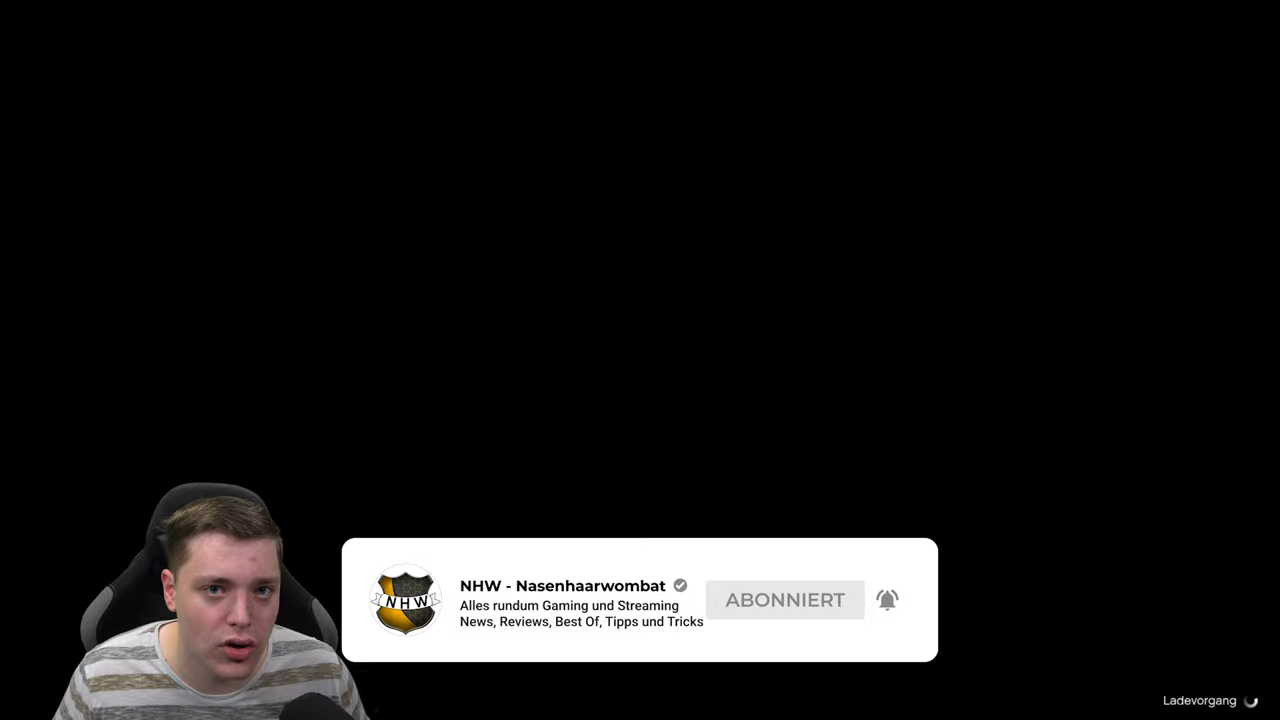 NHW - Nasenhaarwombat
Alles rundum Gaming und Streaming
News, Reviews, Best Of, Tipps und Tricks
NHW
ABONNIERT
Ladevorgang